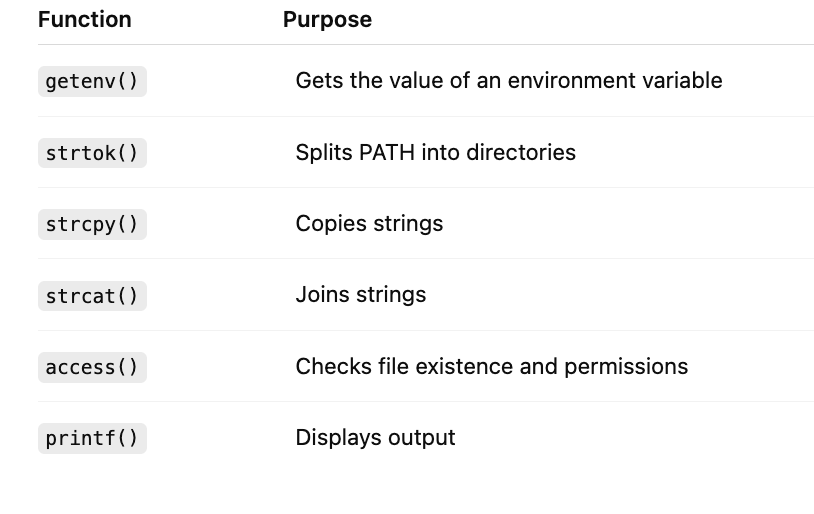 Function Purpose
getenv() Gets the value of an environment variable
strtok() Splits PATH into directories
strcpy() Copies strings
strcat() Joins strings
access() Checks file existence and permissions
printf() Displays output